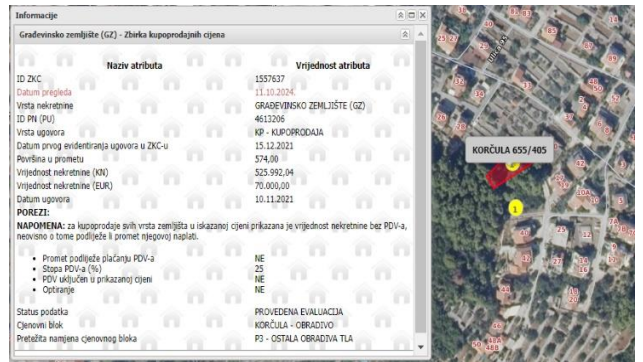 Informacije
Građevinsko zemljište (GZ) - Zbirka kupoprodajnih cijena
Naziv atributa Vrijednost atributa
ID ZKC 1557637
Datum pregleda 11.10.2024.
Vrsta nekretnine GRAĐEVINSKO ZEMLJIŠTE (GZ)
ID PN (PU) 4613206
Vrsta ugovora KP - KUPOPRODAJA
Datum prvog evidentiranja ugovora u ZKC-u 15.12.2021
Površina u prometu 574,00
Vrijednost nekretnine (KN) 525.992,04
Vrijednost nekretnine (EUR) 70.000,00
Datum ugovora 10.11.2021
POREZI:
NAPOMENA: za kupoprodaje svih vrsta zemljišta u iskazanoj cijeni prikazana je vrijednost nekretnine bez PDV-a,
neovisno o tome podliježe li promet njegovoj naplati.
• Promet podliježe plaćanju PDV-a NE
• Stopa PDV-a (%) 25
• PDV uključen u prikazanoj cijeni NE
• Optiranje NE
Status podatka PROVEDENA EVALUACIJA
Cjenovni blok KORČULA - OBRADIVO
Pretežita namjena cjenovnog bloka P3 - OSTALA OBRADIVA TLA
KORČULA 655/405
1